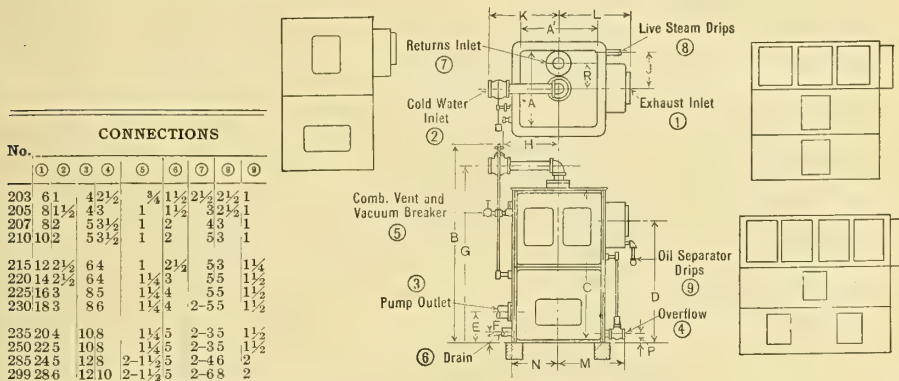 CONNECTIONS
No.
① ② ③ ④ ⑤ ⑥ ⑦ ⑧ ⑨
203 6 1 4 2½ ¾ 1½ 2½ 2½ 1
205 8 1½ 4 3 1 1½ 3 2½ 1
207 8 2 5 3½ 1 2 4 3 1
210 10 2 5 3½ 1 2 5 3 1
215 12 2½ 6 4 1 2½ 5 3 1¼
220 14 2½ 6 4 1¼ 3 5 5 1½
225 16 3 8 5 1¼ 4 5 5 1½
230 18 3 8 6 1¼ 4 2-5 5 1½
235 20 4 10 8 1¼ 5 2-3 5 1½
250 22 5 10 8 1¼ 5 2-3 5 1½
285 24 5 12 8 2-1½ 5 2-4 6 2
299 28 6 12 10 2-1½ 5 2-6 8 2
K L
A'
Live Steam Drips
⑧
Returns Inlet
⑦
R J
Cold Water
Inlet
②
A
Exhaust Inlet
①
H
Comb. Vent and
Vacuum Breaker
⑤
B G
Oil Separator
Drips
⑨
C D
③
Pump Outlet
E F
Overflow
④
⑥ Drain
N M P